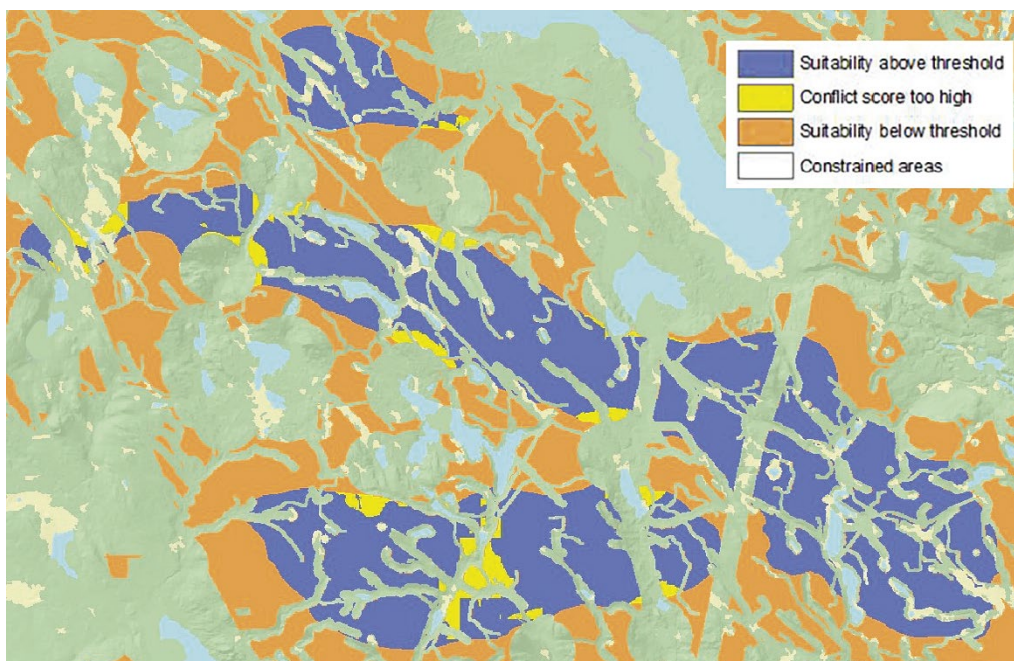 Suitability above threshold
Conflict score too high
Suitability below threshold
Constrained areas